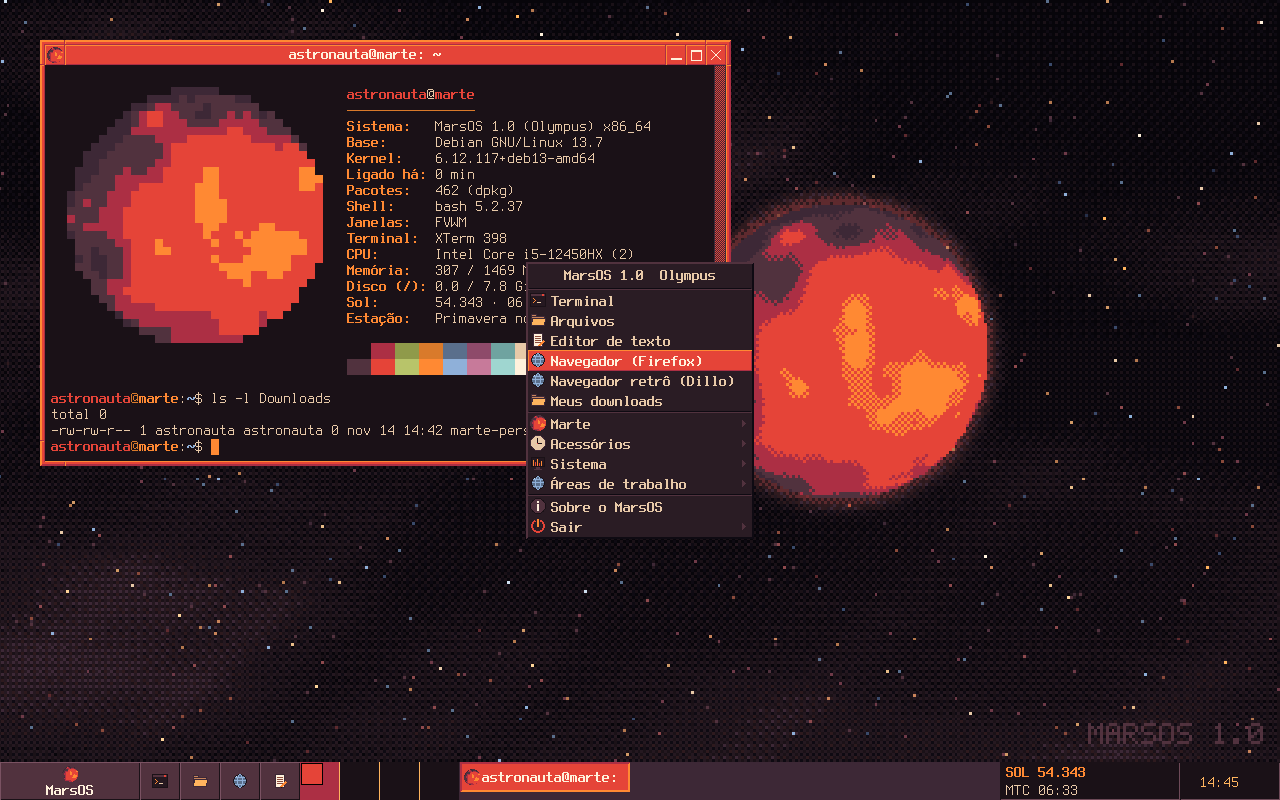 astronauta@marte: ~
astronauta@marte
Sistema: MarsOS 1.0 (Olympus) x86_64
Base: Debian GNU/Linux 13.7
Kernel: 6.12.117+deb13-amd64
Ligado há: 0 min
Pacotes: 462 (dpkg)
Shell: bash 5.2.37
Janelas: FVWM
Terminal: XTerm 398
CPU: Intel Core i5-12450HX (2)
Memória: 307 / 1469
Disco (/): 0.0 / 7.8
Sol: 54.343 · 06
Estação: Primavera
astronauta@marte:~$ ls -l Downloads
total 0
-rw-rw-r-- 1 astronauta astronauta 0 nov 14 14:42 marte-pers
astronauta@marte:~$
MarsOS 1.0 Olympus
Terminal
Arquivos
Editor de texto
Navegador (Firefox)
Navegador retrô (Dillo)
Meus downloads
Marte
Acessórios
Sistema
Áreas de trabalho
Sobre o MarsOS
Sair
MARSOS 1.0
MarsOS
astronauta@marte:
SOL 54.343
MTC 06:33
14:45